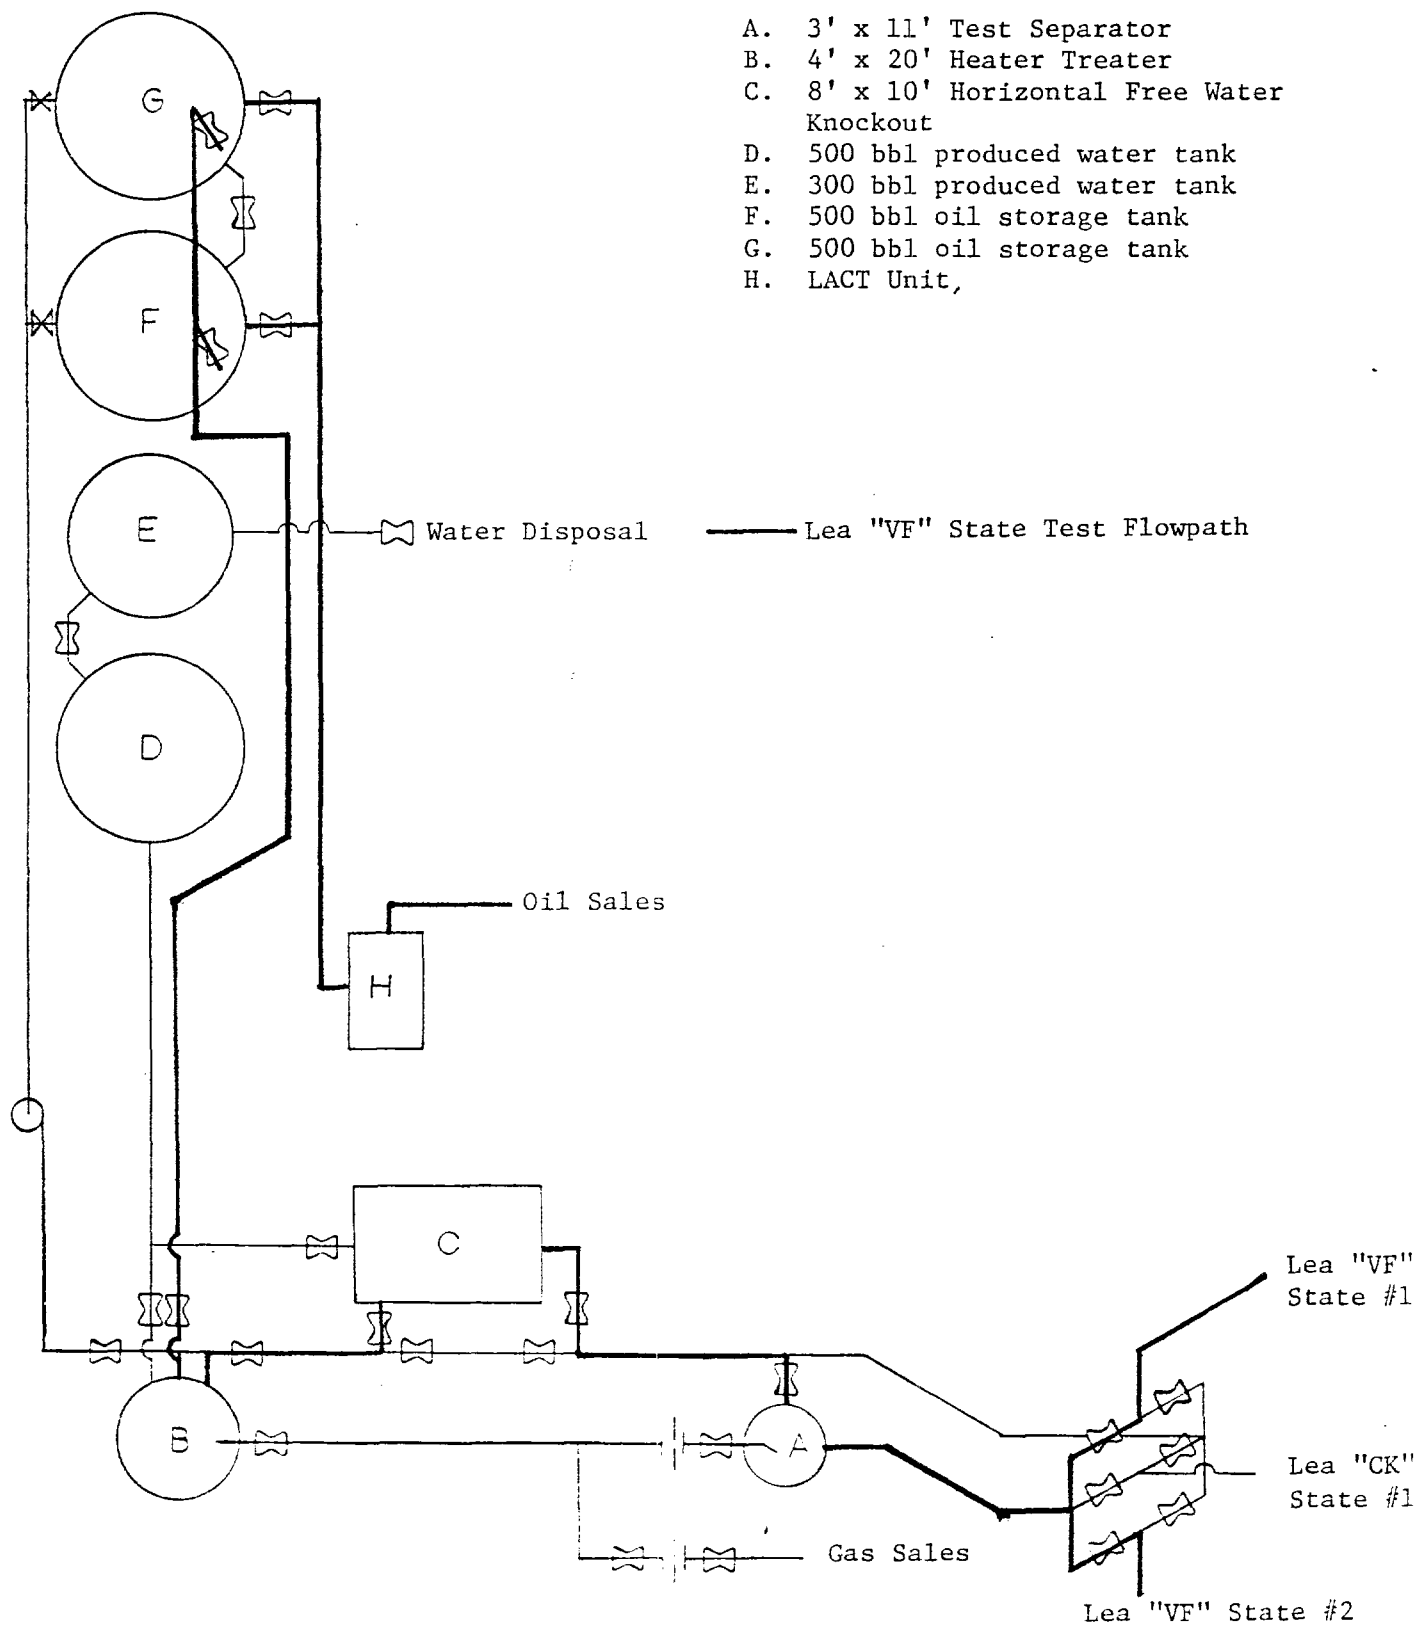 A. 3' x 11' Test Separator
B. 4' x 20' Heater Treater
C. 8' x 10' Horizontal Free Water
Knockout
D. 500 bbl produced water tank
E. 300 bbl produced water tank
F. 500 bbl oil storage tank
G. 500 bbl oil storage tank
H. LACT Unit,
G
F
E
Water Disposal
Lea "VF" State Test Flowpath
D
Oil Sales
H
C
Lea "VF"
State #1
B
A
Lea "CK"
State #1
Gas Sales
Lea "VF" State #2